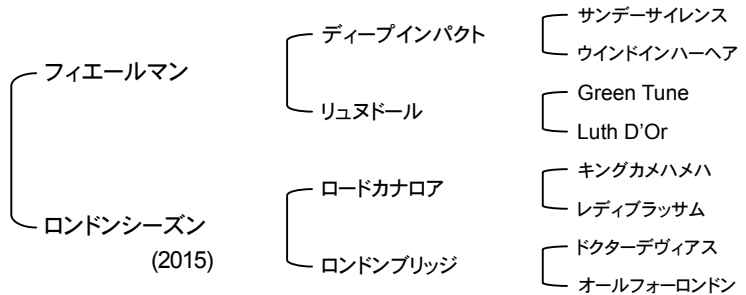 フィエールマン
ロンドンシーズン
(2015)
ディープインパクト
リュヌドール
ロードカナロア
ロンドンブリッジ
サンデーサイレンス
ウインドインハーヘア
Green Tune
Luth D’Or
キングカメハメハ
レディブラッサム
ドクターデヴィアス
オールフォーロンドン